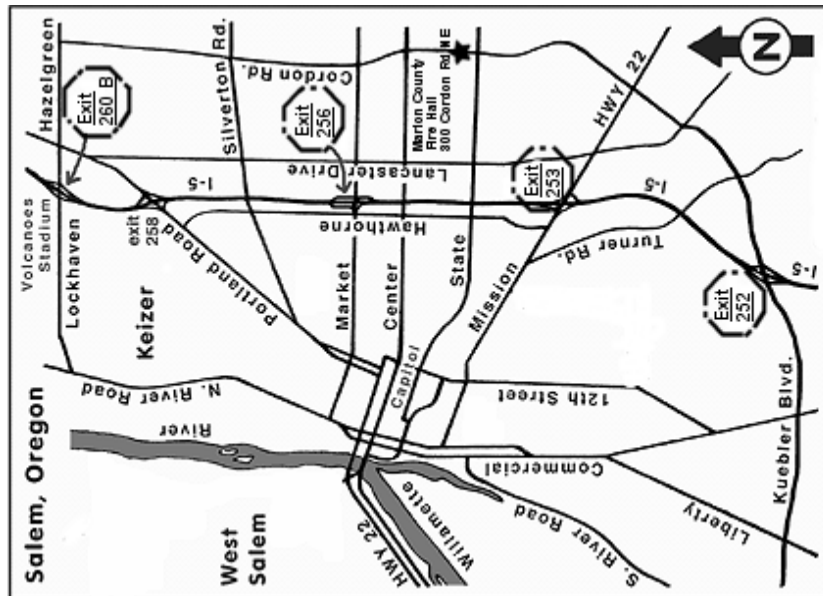 Salem, Oregon
Hazelgreen
Exit
260 B
Volcanoes
Stadium
Lockhaven
I-5
exit
258
Keizer
Portland Road
N. River Road
River
West
Salem
Silverton Rd.
Cordon Rd.
Exit
256
Lancaster Drive
Hawthorne
Market
Center
Capitol
State
Marion County
Fire Hall
300 Cordon Rd NE
Exit
253
HWY 22
Mission
12th Street
Commercial
HWY 22
Willamette
S. River Road
Liberty
Turner Rd.
I-5
I-5
Exit
252
Kuebler Blvd.
N